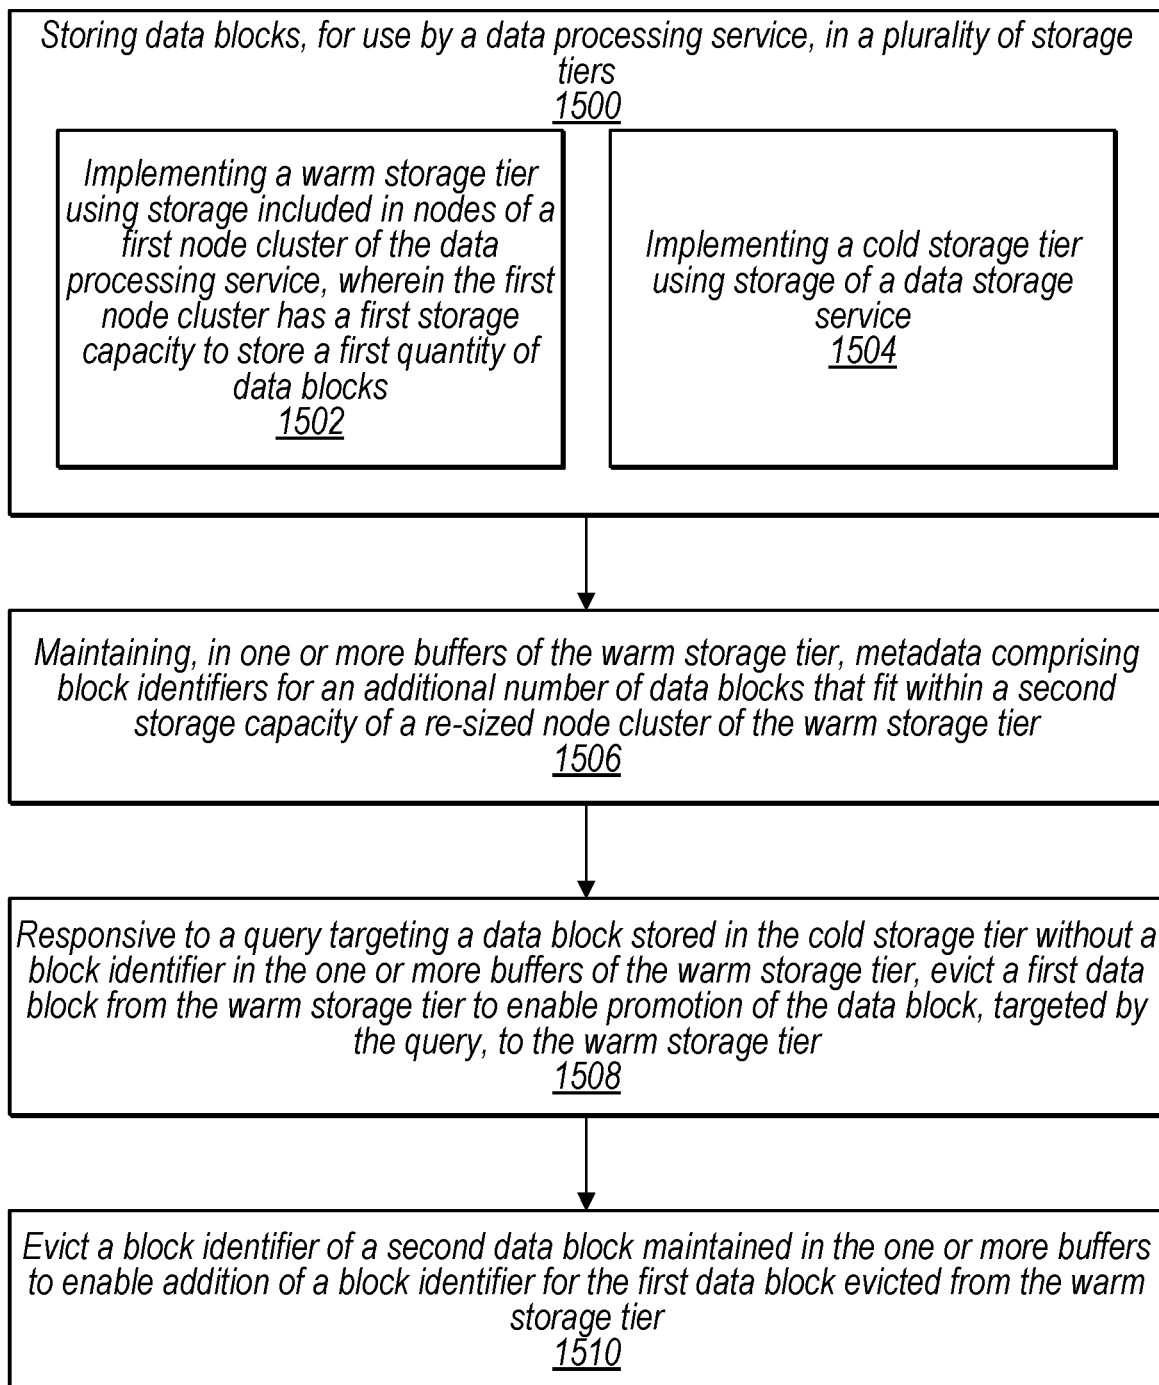 Storing data blocks, for use by a data processing service, in a plurality of storage
tiers
1500
Implementing a warm storage tier
using storage included in nodes of a
first node cluster of the data
processing service, wherein the first
node cluster has a first storage
capacity to store a first quantity of
data blocks
1502
Implementing a cold storage tier
using storage of a data storage
service
1504
Maintaining, in one or more buffers of the warm storage tier, metadata comprising
block identifiers for an additional number of data blocks that fit within a second
storage capacity of a re-sized node cluster of the warm storage tier
1506
Responsive to a query targeting a data block stored in the cold storage tier without a
block identifier in the one or more buffers of the warm storage tier, evict a first data
block from the warm storage tier to enable promotion of the data block, targeted by
the query, to the warm storage tier
1508
Evict a block identifier of a second data block maintained in the one or more buffers
to enable addition of a block identifier for the first data block evicted from the warm
storage tier
1510